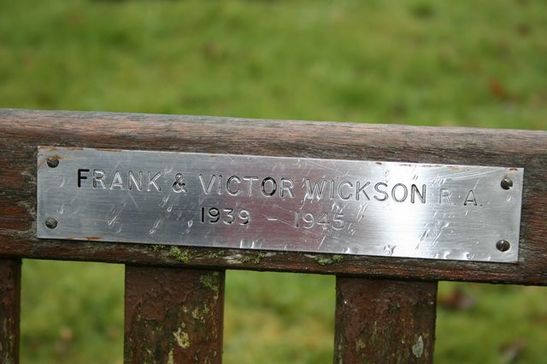 FRANK & VICTOR WICKSON R.A.
1939 - 1945